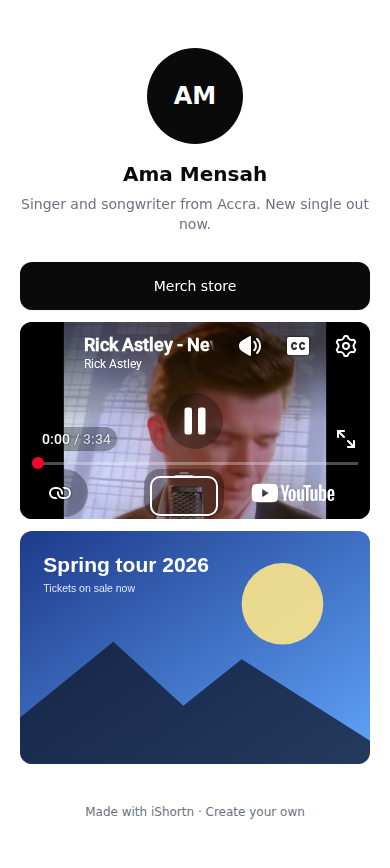 AM
Ama Mensah
Singer and songwriter from Accra. New single out
now.
Merch store
Rick Astley - Ne
CC
Rick Astley
0:00 / 3:34
YouTube
Spring tour 2026
Tickets on sale now
Made with iShortn · Create your own